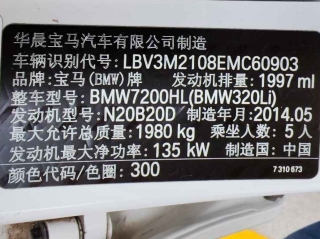 华晨宝马汽车有限公司制造
车辆识别代号:LBV3M2108EMC60903
品牌:宝马(BMW)牌 发动机排量:1997 ml
整车型号:BMW7200HL(BMW320Li)
发动机型号:N20B20D 制造年月:2014.05
最大允许总质量:1980 kg 乘坐人数:5人
发动机最大净功率:135 kW 制造国:中国
颜色代码/色圈:300 7 310 673